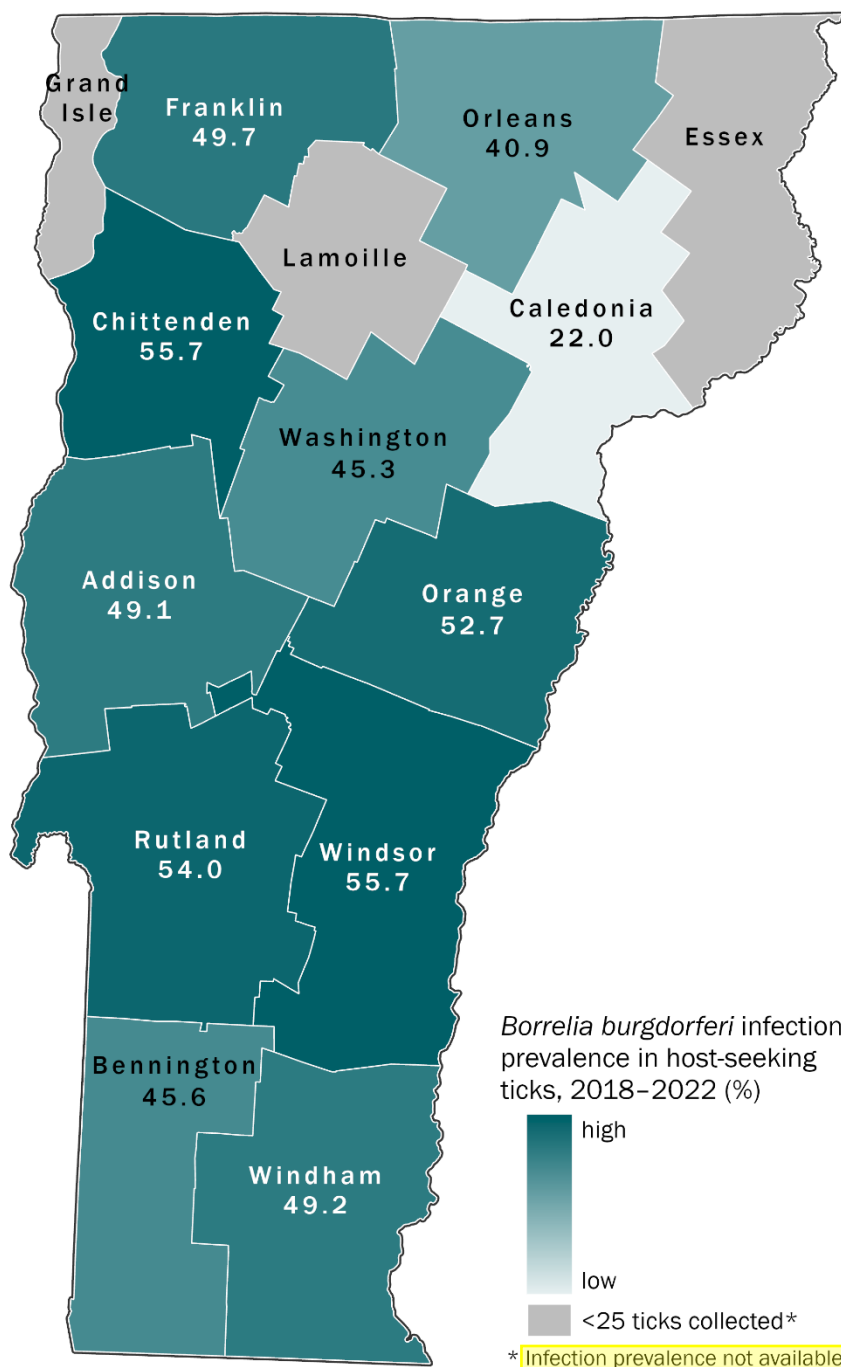 Grand
Isle
Franklin
49.7
Orleans
40.9
Essex
Lamoille
Chittenden
55.7
Caledonia
22.0
Washington
45.3
Addison
49.1
Orange
52.7
Rutland
54.0
Windsor
55.7
Bennington
45.6
Windham
49.2
Borrelia burgdorferi infection
prevalence in host-seeking
ticks, 2018–2022 (%)
high
low
<25 ticks collected*
* Infection prevalence not available